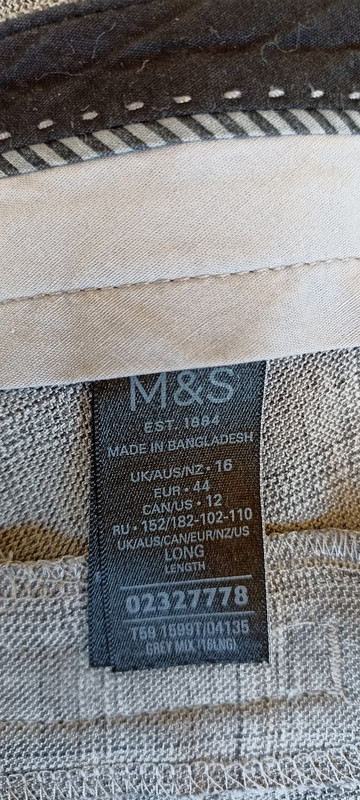 M&S
EST 1884
MADE IN BANGLADESH
UK/AUS/NZ • 16
EUR • 44
CAN/US • 12
RU • 152/182-102-110
UK/AUS/CAN/EUR/NZ/US
LONG
LENGTH
02327778
T59 1599T/04135
GREY MIX (16LNG)